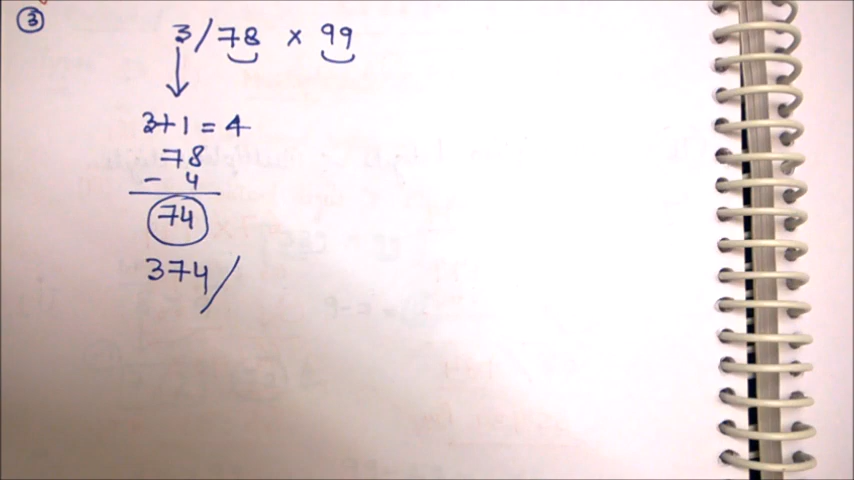 3
3/78 × 99
3+1 = 4
78
- 4
74
374/